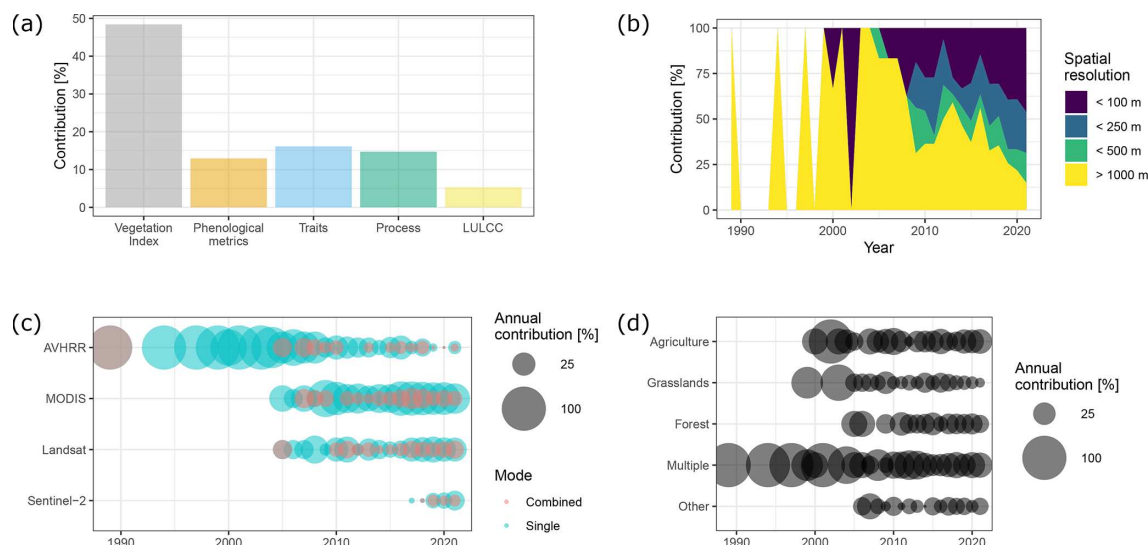 (a)
Contribution [%]
50
40
30
20
10
0
Vegetation
Index
Phenological
metrics
Traits
Process
LULCC
(b)
Contribution [%]
100
75
50
25
0
1990
2000
2010
2020
Year
Spatial
resolution
< 100 m
< 250 m
< 500 m
> 1000 m
(c)
AVHRR
MODIS
Landsat
Sentinel-2
1990
2000
2010
2020
Annual
contribution [%]
25
100
Mode
Combined
Single
(d)
Agriculture
Grasslands
Forest
Multiple
Other
1990
2000
2010
2020
Annual
contribution [%]
25
100